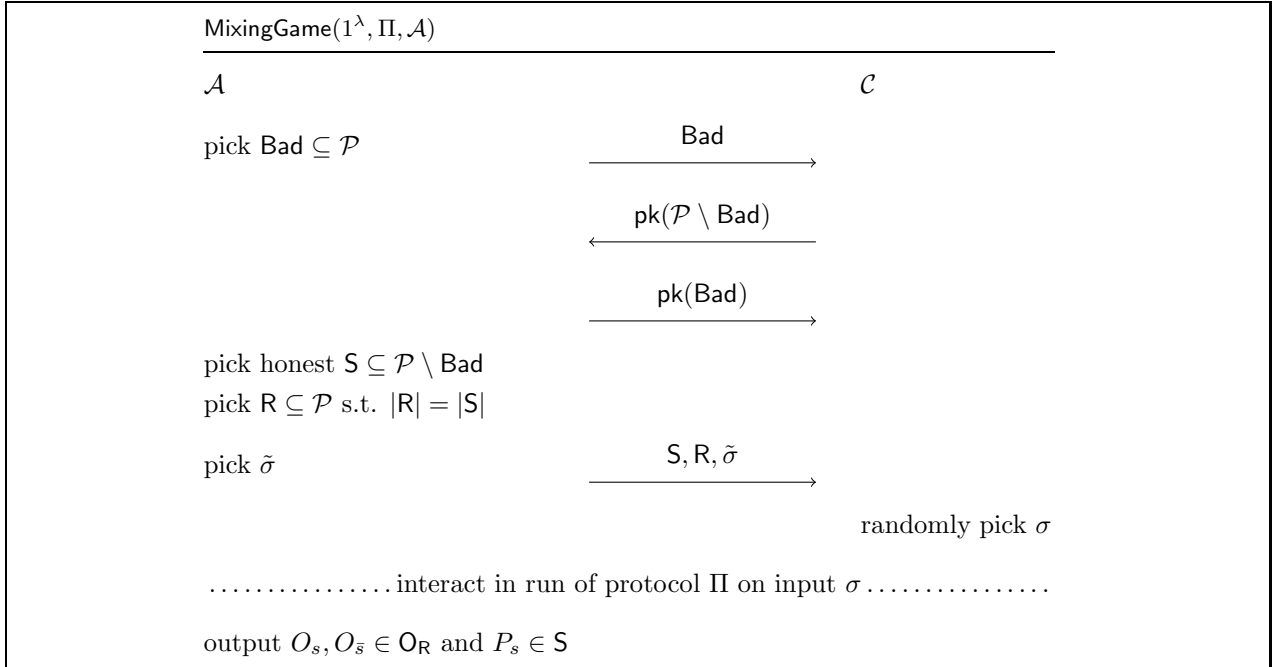 MixingGame(1^λ, Π, 𝒜)
𝒜 𝒞
pick Bad ⊆ 𝒫
Bad
pk(𝒫 \ Bad)
pk(Bad)
pick honest S ⊆ 𝒫 \ Bad
pick R ⊆ 𝒫 s.t. |R| = |S|
pick σ̃
S, R, σ̃
randomly pick σ
................interact in run of protocol Π on input σ................
output O_s, O_s̄ ∈ O_R and P_s ∈ S